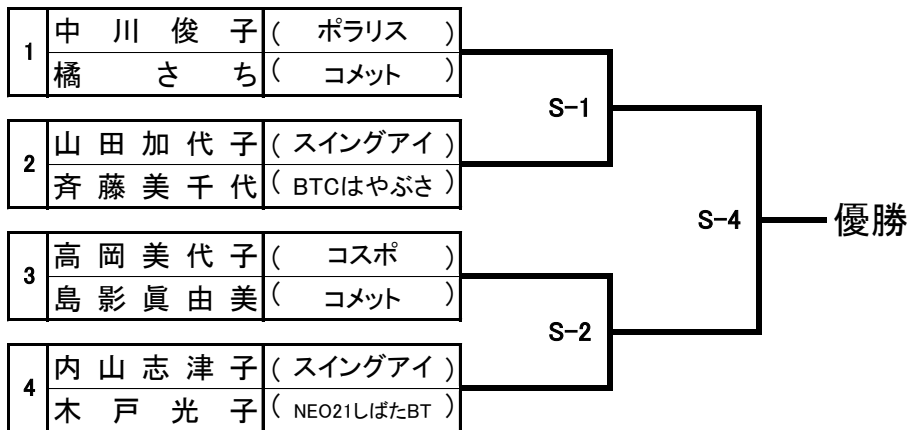 1 中川俊子 ( ポラリス )
橘さち ( コメット )
S-1
2 山田加代子 ( スイングアイ )
斉藤美千代 ( BTCはやぶさ )
S-4 優勝
3 高岡美代子 ( コスポ )
島影眞由美 ( コメット )
S-2
4 内山志津子 ( スイングアイ )
木戸光子 ( NEO21しばたBT )